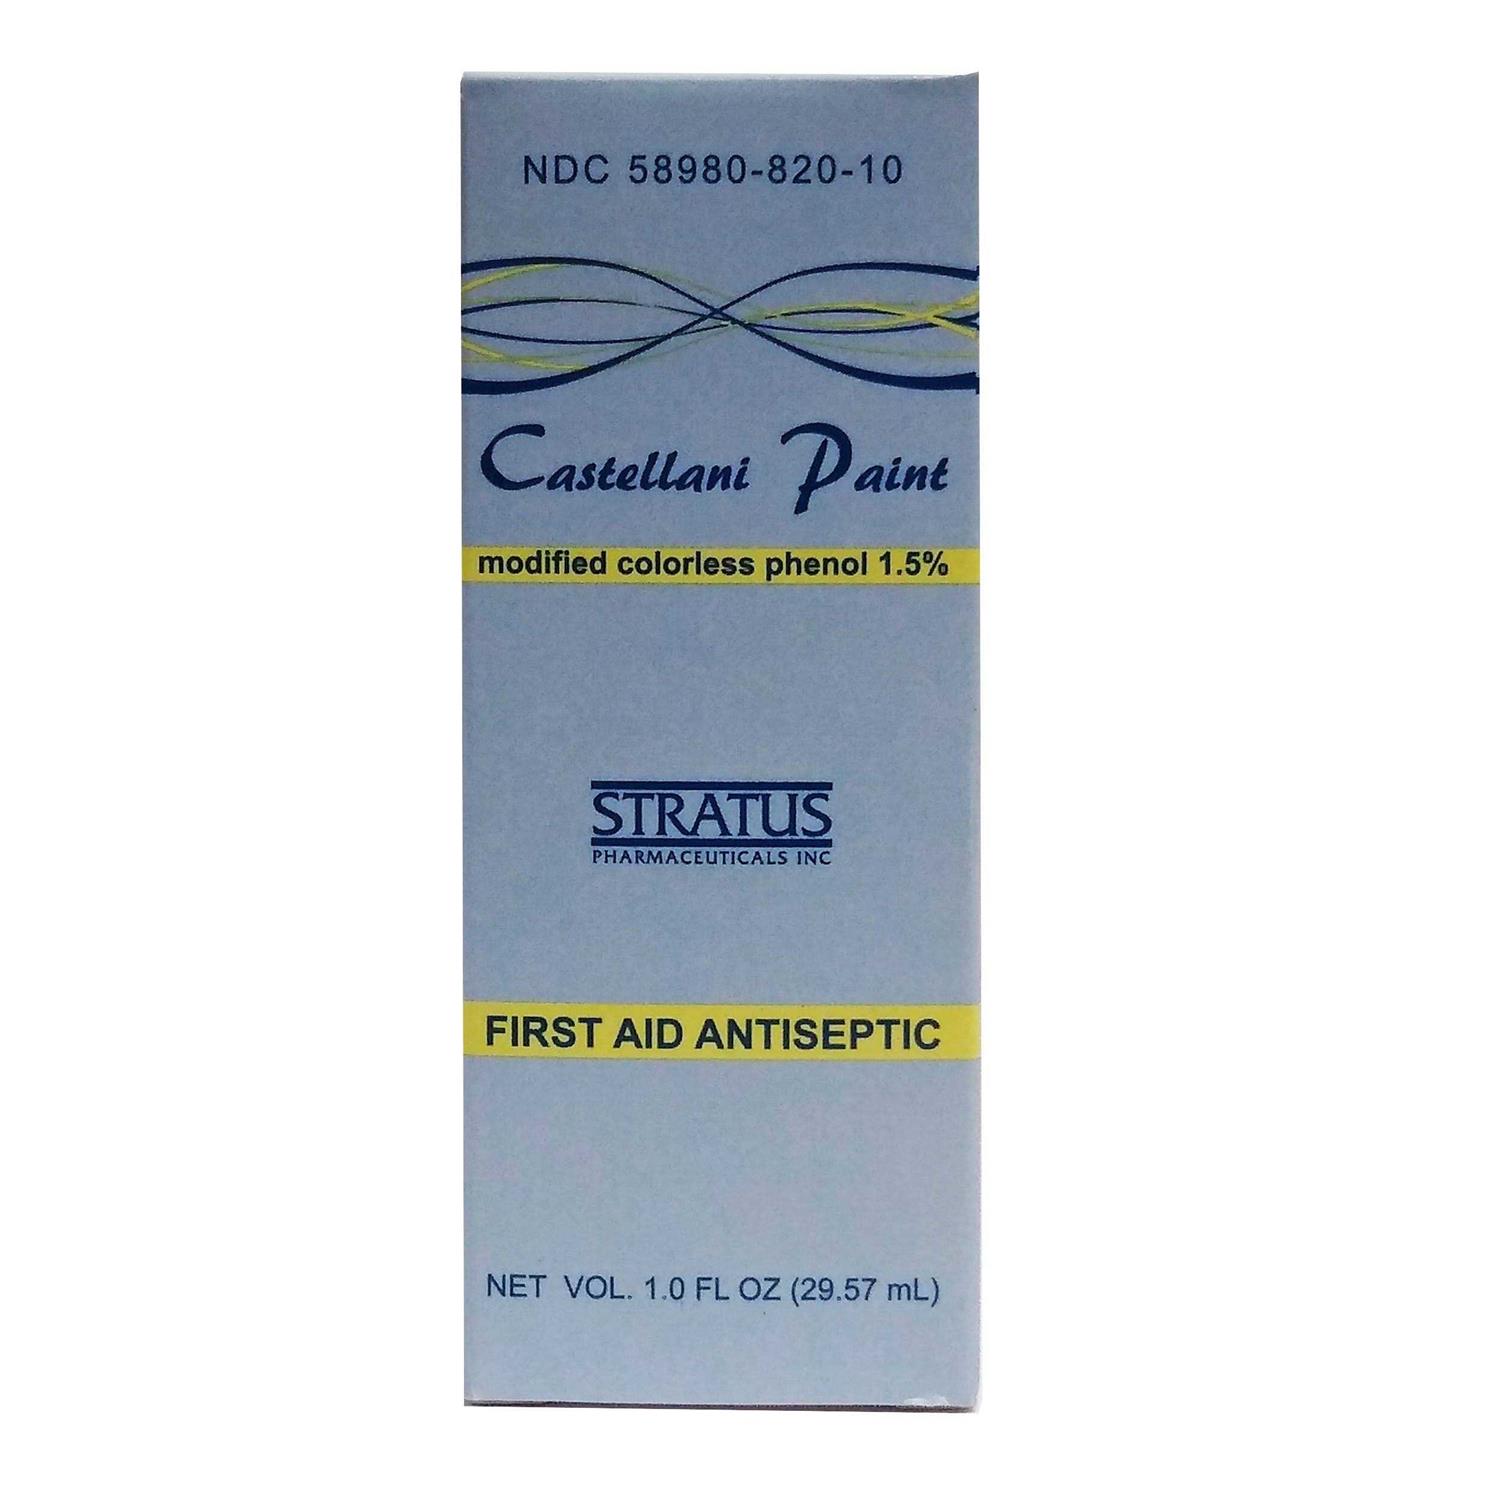 NDC 58980-820-10
Castellani Paint
modified colorless phenol 1.5%
STRATUS
PHARMACEUTICALS INC
FIRST AID ANTISEPTIC
NET VOL. 1.0 FL OZ (29.57 mL)